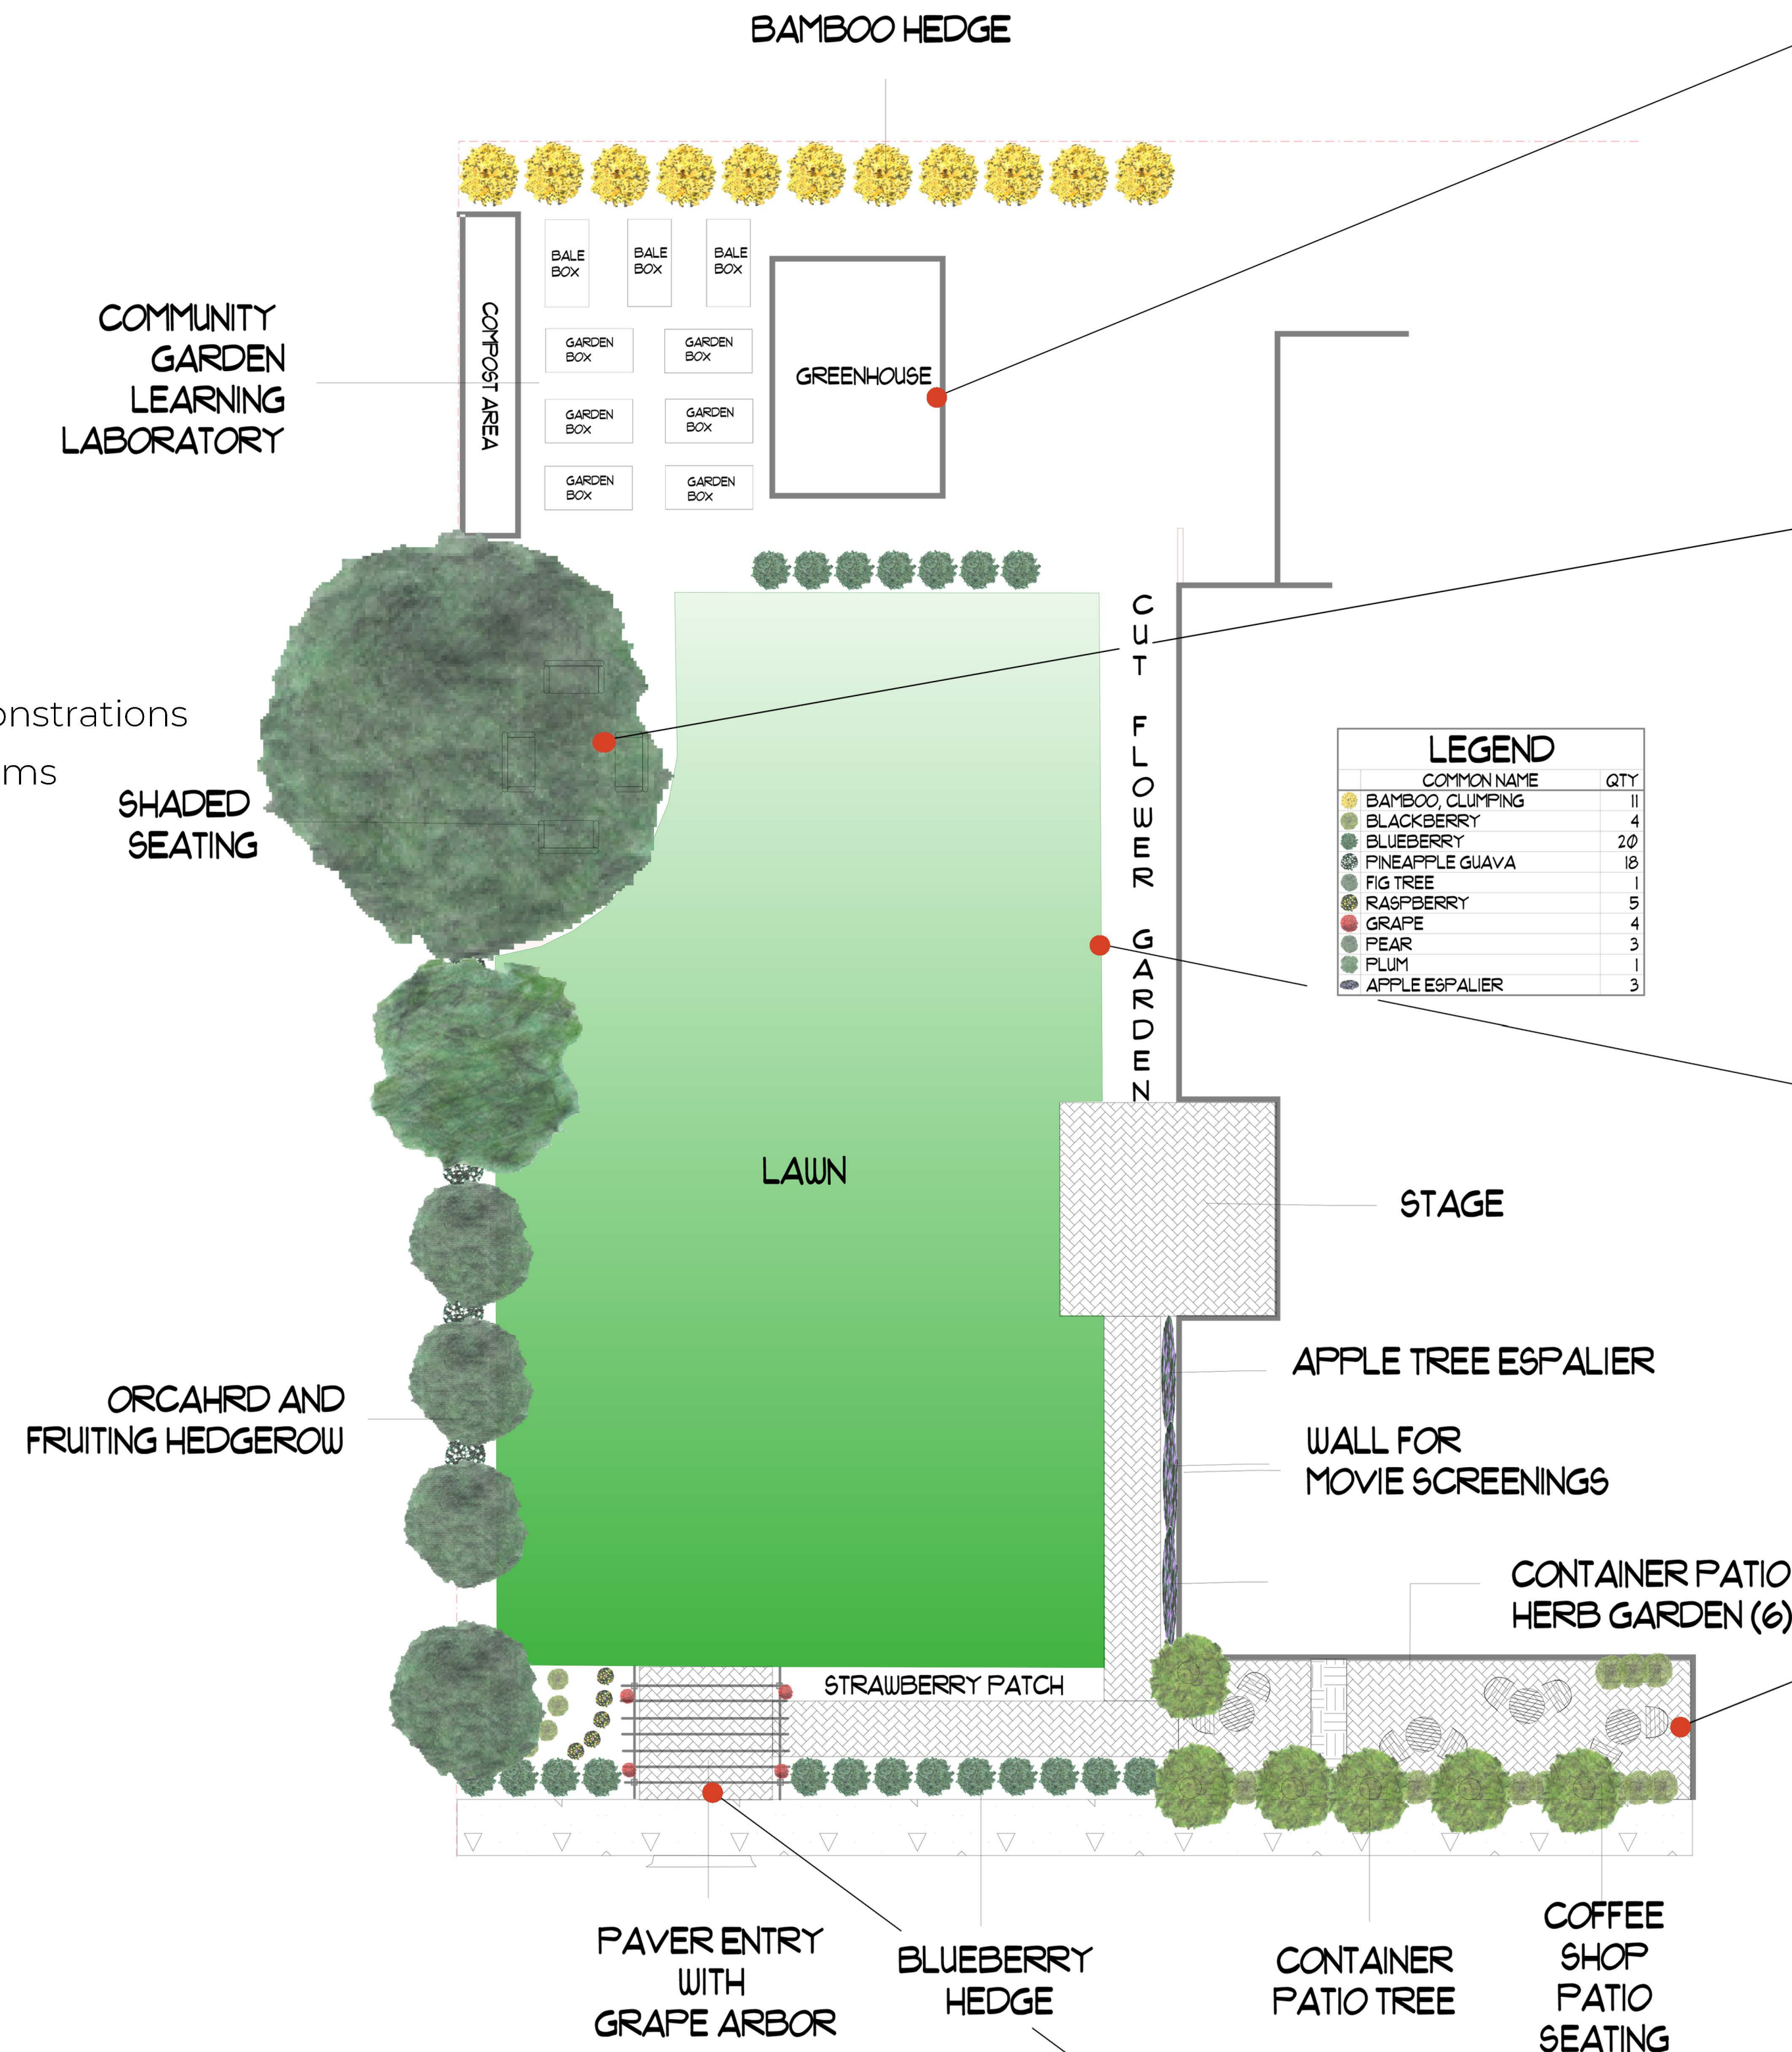 BAMBOO HEDGE
BALE
BOX
BALE
BOX
BALE
BOX
COMMUNITY
GARDEN
LEARNING
LABORATORY
COMPOST AREA
GARDEN
BOX
GARDEN
BOX
GARDEN
BOX
GARDEN
BOX
GARDEN
BOX
GARDEN
BOX
GREENHOUSE
CUT FLOWER GARDEN
onstrations
ms
SHADED
SEATING
LEGEND
COMMON NAME QTY
BAMBOO, CLUMPING 11
BLACKBERRY 4
BLUEBERRY 20
PINEAPPLE GUAVA 18
FIG TREE 1
RASPBERRY 5
GRAPE 4
PEAR 3
PLUM 1
APPLE ESPALIER 3
LAWN
STAGE
APPLE TREE ESPALIER
ORCAHRD AND
FRUITING HEDGEROW
WALL FOR
MOVIE SCREENINGS
CONTAINER PATIO
HERB GARDEN (6)
STRAWBERRY PATCH
PAVER ENTRY
WITH
GRAPE ARBOR
BLUEBERRY
HEDGE
CONTAINER
PATIO TREE
COFFEE
SHOP
PATIO
SEATING